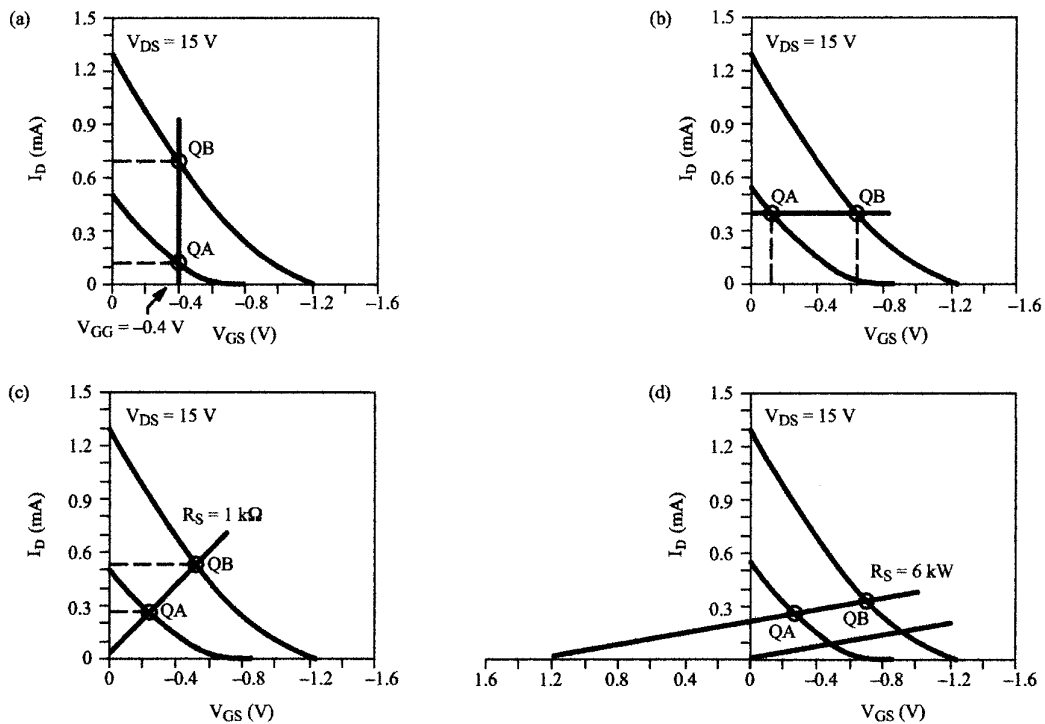 (a)
V_DS = 15 V
I_D (mA)
1.5
1.2
0.9
0.6
0.3
0
QB
QA
0
−0.4
−0.8
−1.2
−1.6
V_GG = −0.4 V
V_GS (V)
(b)
V_DS = 15 V
I_D (mA)
1.5
1.2
0.9
0.6
0.3
0
QA
QB
0
−0.4
−0.8
−1.2
−1.6
V_GS (V)
(c)
V_DS = 15 V
I_D (mA)
1.5
1.2
0.9
0.6
0.3
0
R_S = 1 kΩ
QB
QA
0
−0.4
−0.8
−1.2
−1.6
V_GS (V)
(d)
V_DS = 15 V
I_D (mA)
1.5
1.2
0.9
0.6
0.3
0
R_S = 6 kW
QA
QB
1.6
1.2
0.8
0.4
0
−0.4
−0.8
−1.2
−1.6
V_GS (V)